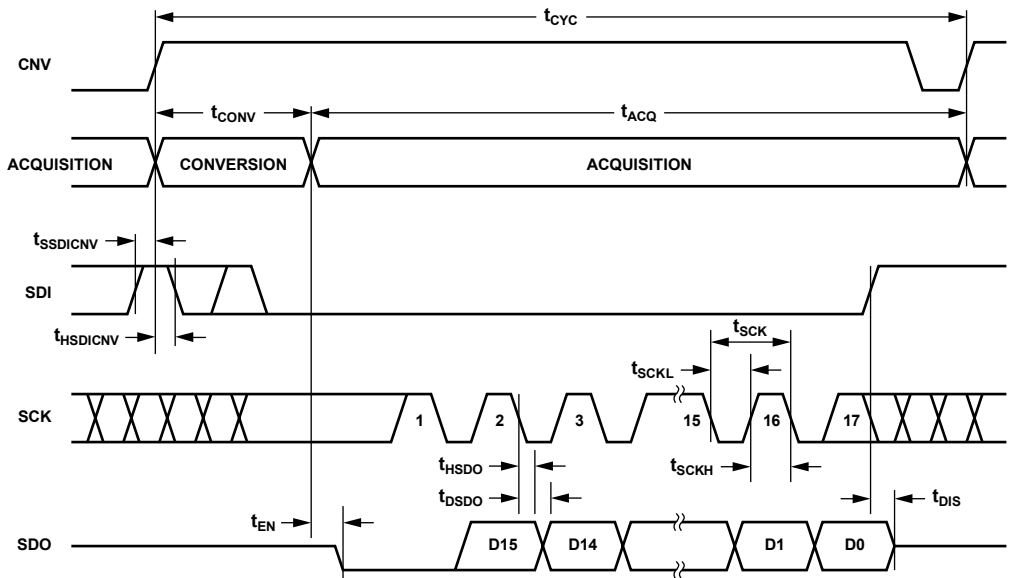 tCYC
CNV
tCONV
tACQ
ACQUISITION
CONVERSION
ACQUISITION
tSSDICNV
SDI
tHSDICNV
tSCK
tSCKL
SCK
1
2
3
15
16
17
tHSDO
tSCKH
tDSDO
tEN
tDIS
SDO
D15
D14
D1
D0